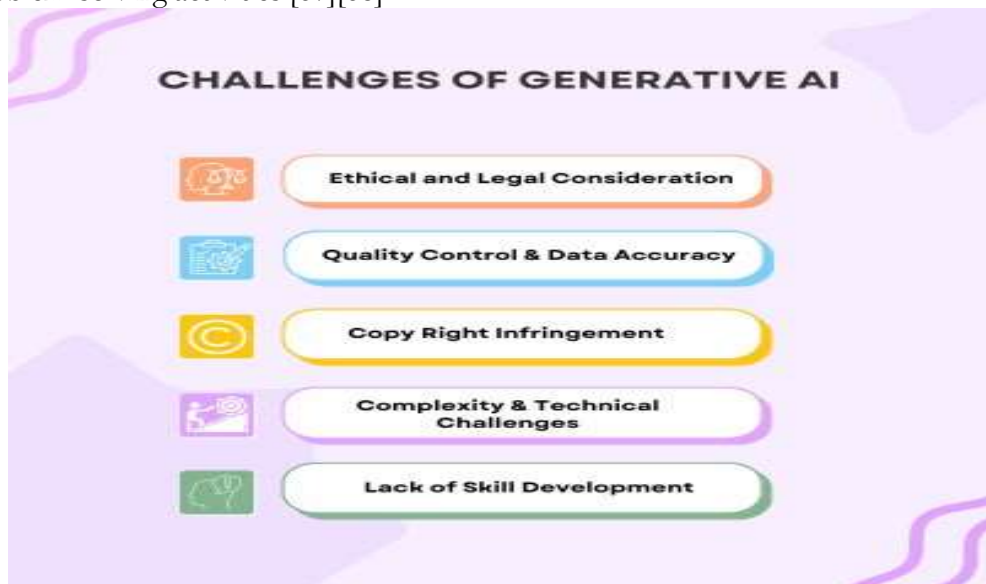 CHALLENGES OF GENERATIVE AI
Ethical and Legal Consideration
Quality Control & Data Accuracy
Copy Right Infringement
Complexity & Technical
Challenges
Lack of Skill Development